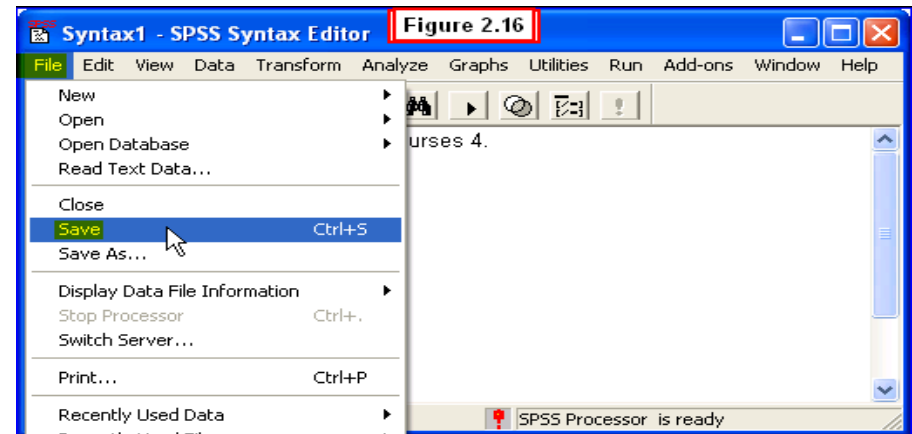 Syntax1 - SPSS Syntax Editor
Figure 2.16
File Edit View Data Transform Analyze Graphs Utilities Run Add-ons Window Help
New
Open
Open Database
Read Text Data...
Close
Save Ctrl+S
Save As...
Display Data File Information
Stop Processor Ctrl+.
Switch Server...
Print... Ctrl+P
Recently Used Data
urses 4.
SPSS Processor is ready